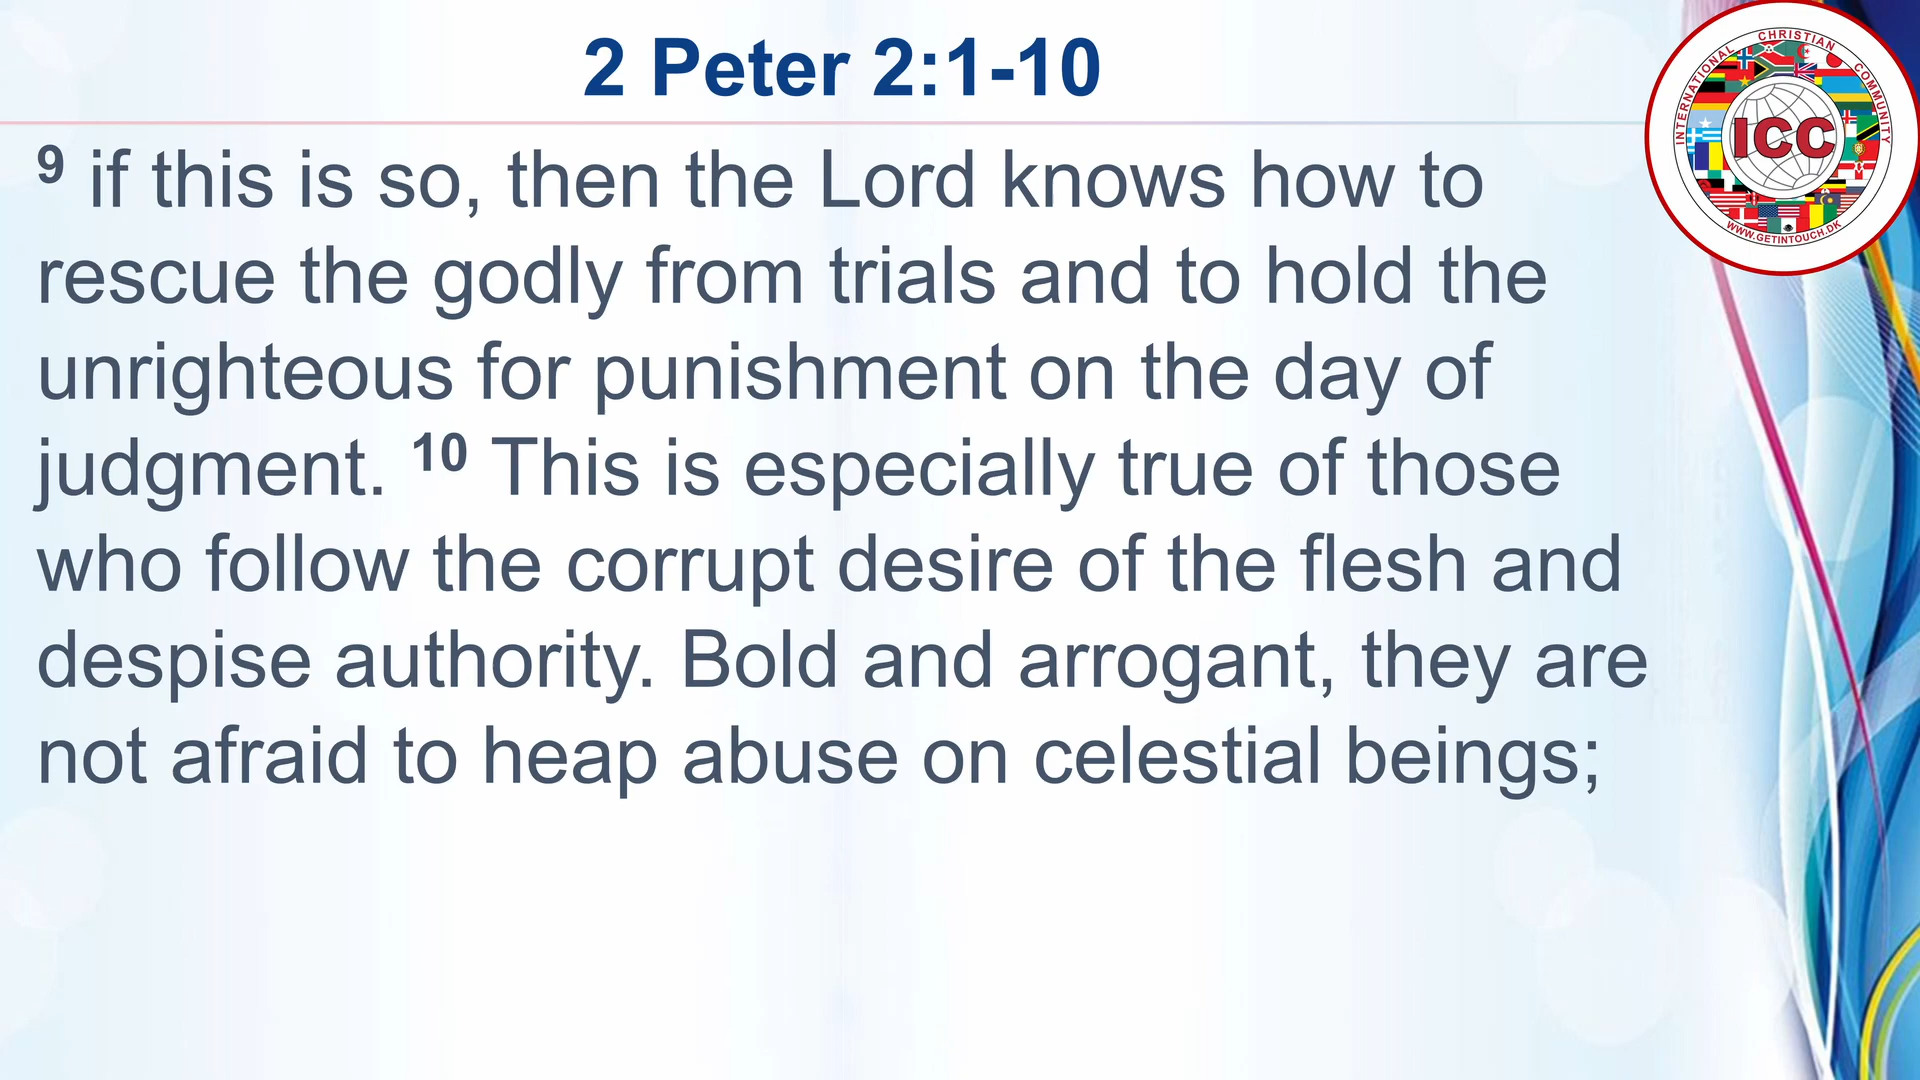 2 Peter 2:1-10
INTERNATIONAL CHRISTIAN COMMUNITY
ICC
WWW.GETINTOUCH.DK
⁹ if this is so, then the Lord knows how to
rescue the godly from trials and to hold the
unrighteous for punishment on the day of
judgment. ¹⁰ This is especially true of those
who follow the corrupt desire of the flesh and
despise authority. Bold and arrogant, they are
not afraid to heap abuse on celestial beings;